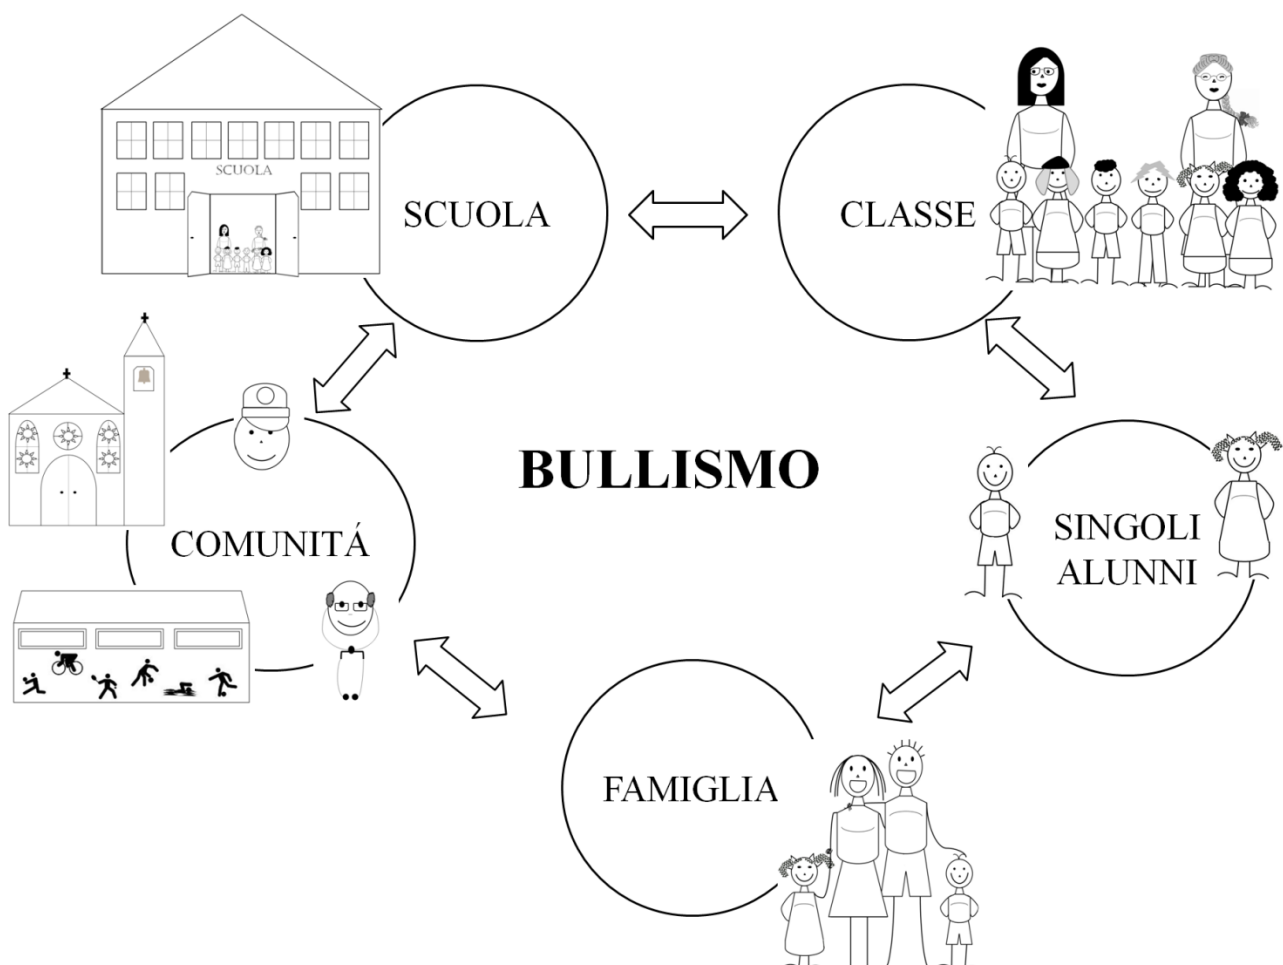 SCUOLA
SCUOLA
CLASSE
BULLISMO
COMUNITÁ
SINGOLI
ALUNNI
FAMIGLIA